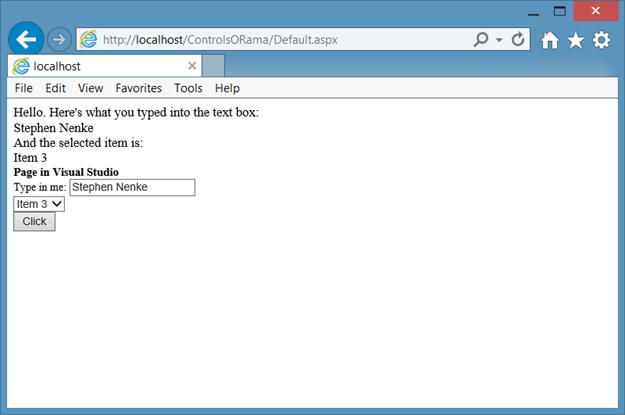 http://localhost/ControlsORama/Default.aspx
localhost
File Edit View Favorites Tools Help
Hello. Here's what you typed into the text box:
Stephen Nenke
And the selected item is:
Item 3
Page in Visual Studio
Type in me: Stephen Nenke
Item 3
Click